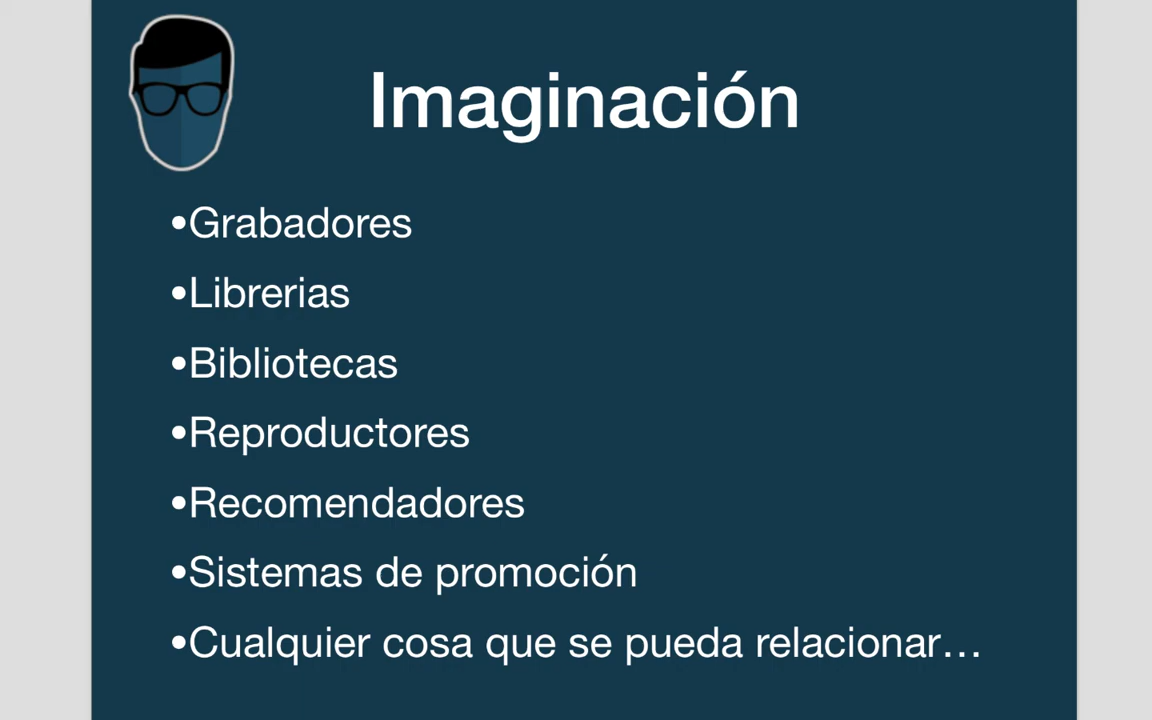 Imaginación
•Grabadores
•Librerias
•Bibliotecas
•Reproductores
•Recomendadores
•Sistemas de promoción
•Cualquier cosa que se pueda relacionar…